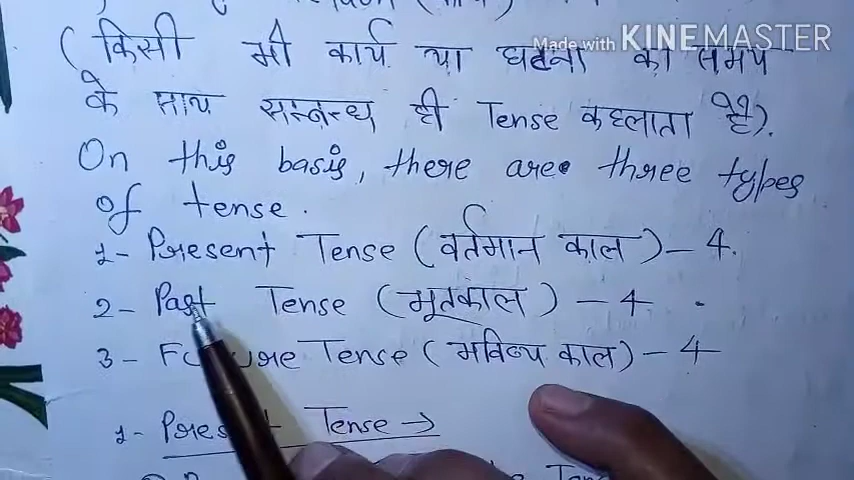 (किसी भी कार्य या घटना का समय
Made with KINEMASTER
के साथ सम्बन्ध ही Tense कहलाता है).
On this basis, there are three types
of tense.
1- Present Tense (वर्तमान काल) - 4.
2- Past Tense (भूतकाल) - 4
3- Future Tense (भविष्य काल) - 4
1- Present Tense →